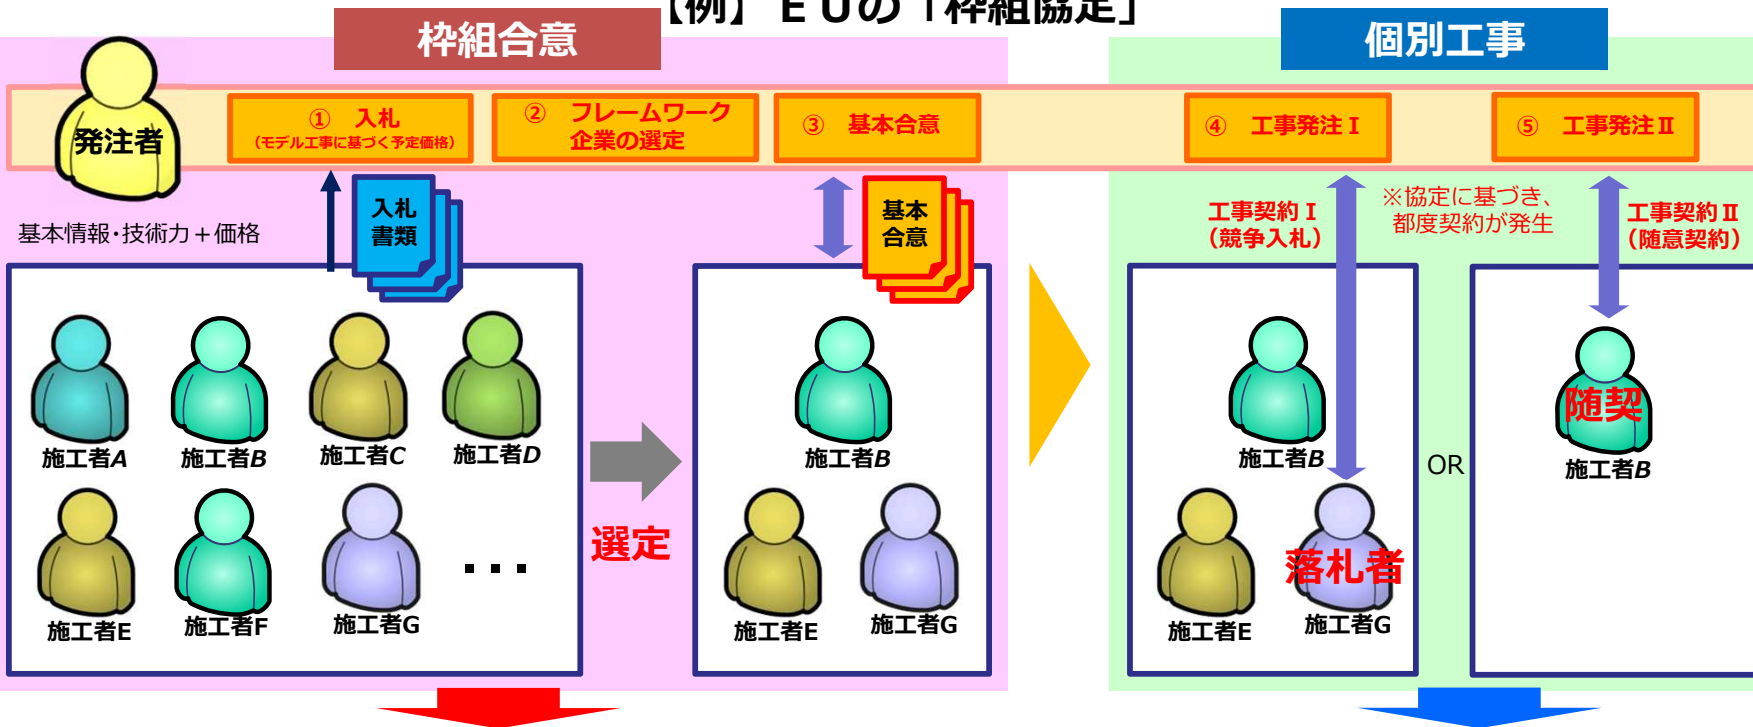 【例】ＥＵの「枠組協定」
枠組合意
個別工事
発注者
① 入札
（モデル工事に基づく予定価格）
② フレームワーク
企業の選定
③ 基本合意
④ 工事発注Ⅰ
⑤ 工事発注Ⅱ
基本情報・技術力＋価格
入札
書類
基本
合意
工事契約Ⅰ
（競争入札）
※協定に基づき、
都度契約が発生
工事契約Ⅱ
（随意契約）
施工者A
施工者B
施工者C
施工者D
施工者E
施工者F
施工者G
・・・
選定
施工者B
施工者E
施工者G
施工者B
施工者E
落札者
施工者G
OR
随契
施工者B